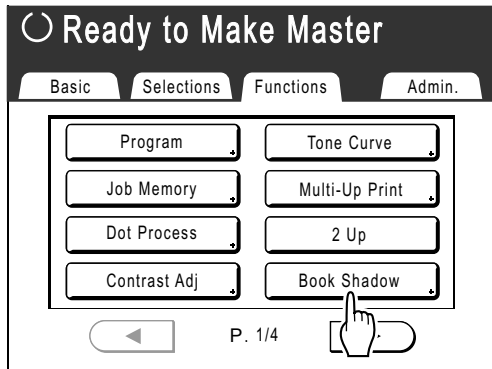 Ready to Make Master
Basic Selections Functions Admin.
Program Tone Curve
Job Memory Multi-Up Print
Dot Process 2 Up
Contrast Adj Book Shadow
P. 1/4